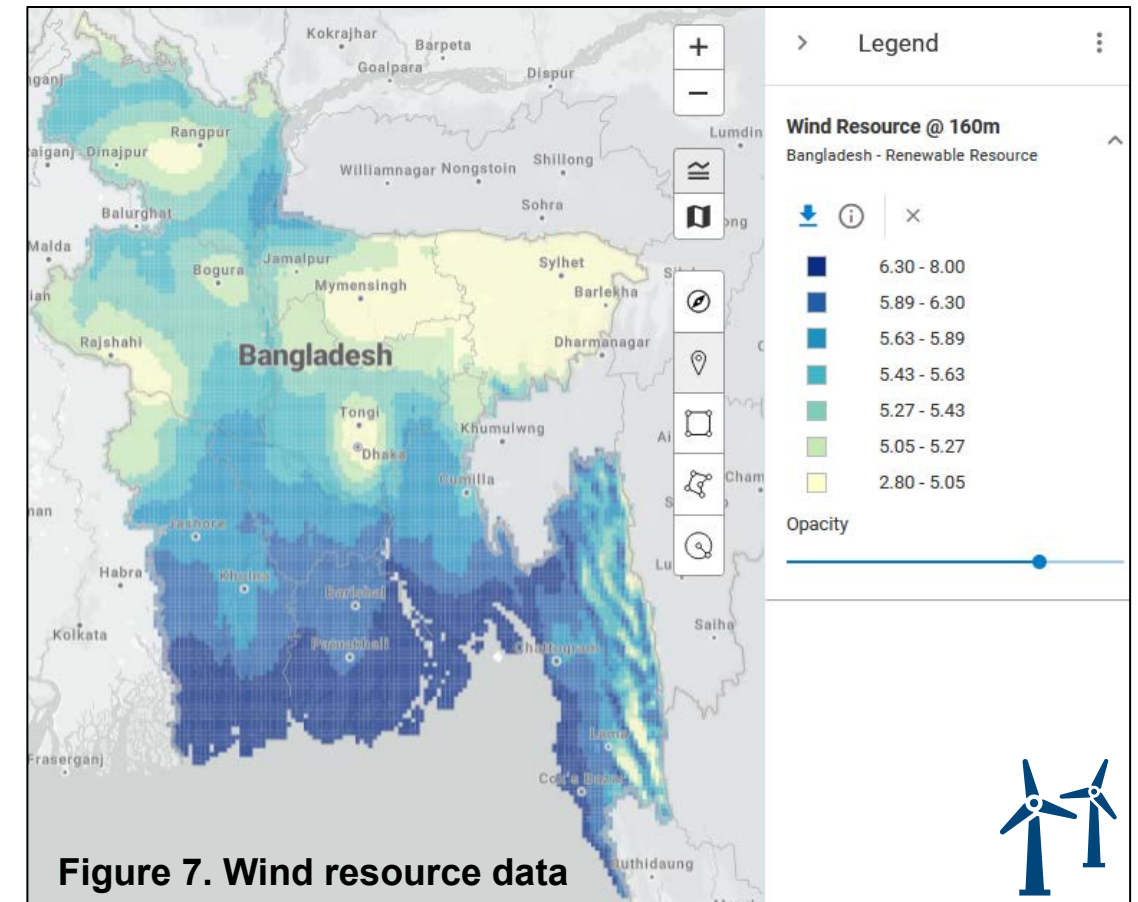 Kokrajhar
Barpeta
Goalpara
Dispur
Rangpur
Dinajpur
Lumdin
Williamnagar
Nongstoin
Shillong
Balurghat
Sohra
Malda
Bogura
Jamalpur
Sylhet
Mymensingh
Barlekha
Rajshahi
Bangladesh
Dharmanagar
Tongi
Khumulwng
Dhaka
Cumilla
Cham
Jashore
Habra
Khulna
Barishal
Kolkata
Patuakhali
Chattogram
Saiha
Lama
Fraserganj
Cox's Bazar
Buthidaung
Figure 7. Wind resource data
Legend
Wind Resource @ 160m
Bangladesh - Renewable Resource
6.30 - 8.00
5.89 - 6.30
5.63 - 5.89
5.43 - 5.63
5.27 - 5.43
5.05 - 5.27
2.80 - 5.05
Opacity